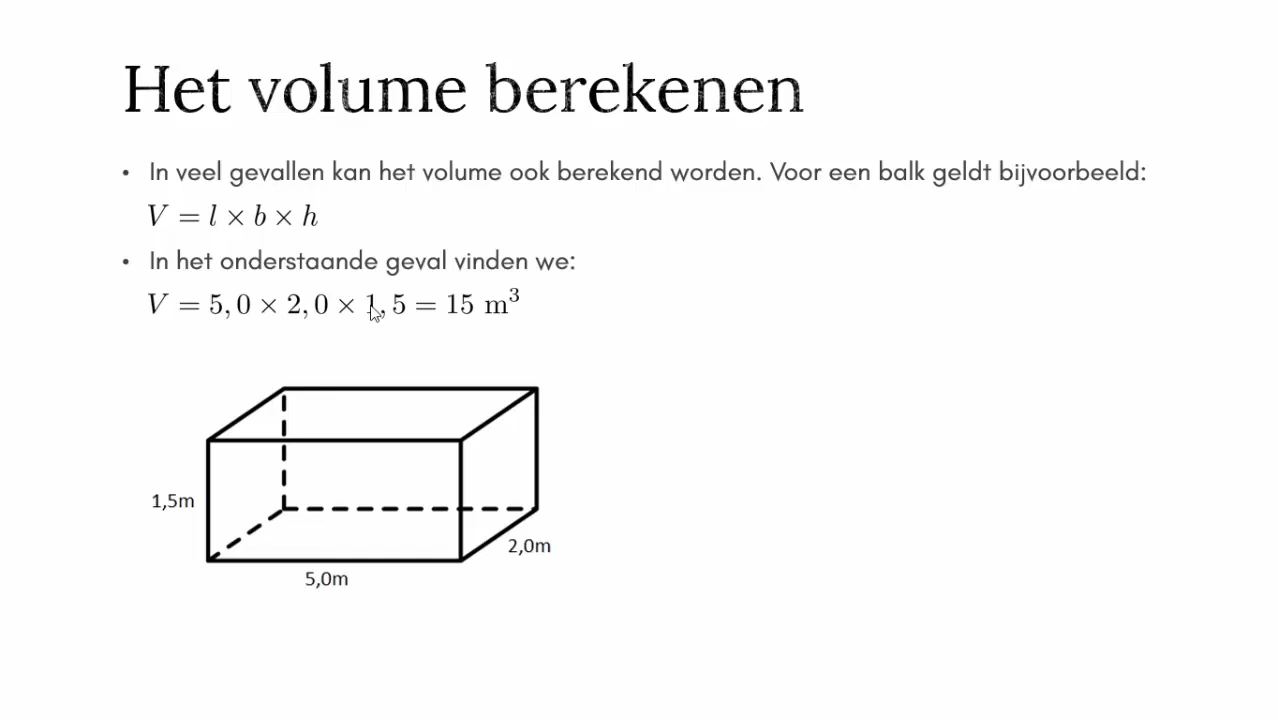 Het volume berekenen
• In veel gevallen kan het volume ook berekend worden. Voor een balk geldt bijvoorbeeld:
V = l × b × h
• In het onderstaande geval vinden we:
V = 5,0 × 2,0 × 1,5 = 15 m³
1,5m
2,0m
5,0m